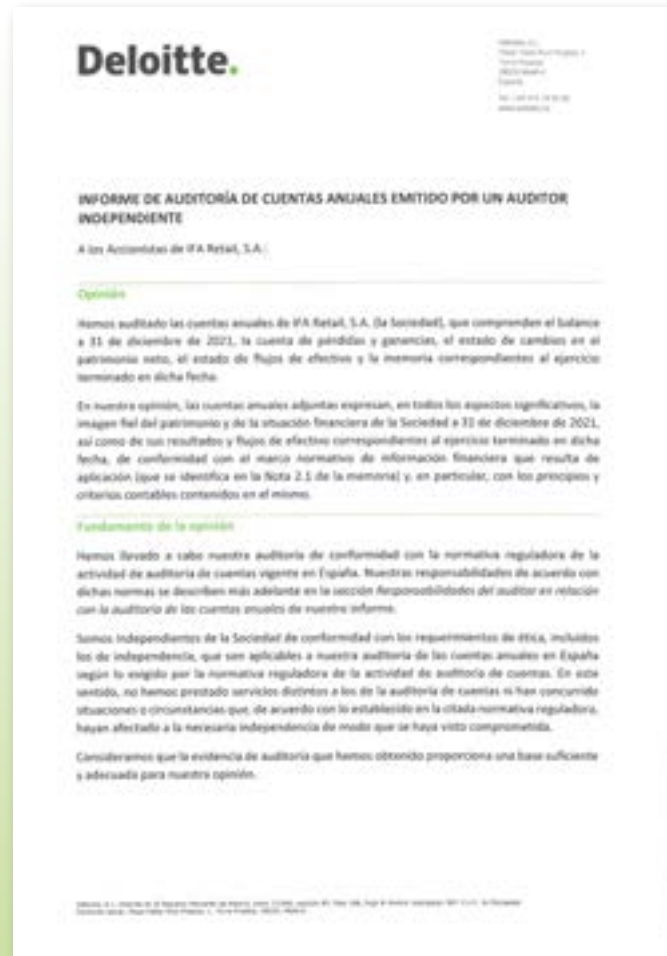 Deloitte.
INFORME DE AUDITORÍA DE CUENTAS ANUALES EMITIDO POR UN AUDITOR
INDEPENDIENTE
A los Accionistas de IFA Retail, S.A.:
Opinión
Hemos auditado las cuentas anuales de IFA Retail, S.A. (la Sociedad), que comprenden el balance
a 31 de diciembre de 2021, la cuenta de pérdidas y ganancias, el estado de cambios en el
patrimonio neto, el estado de flujos de efectivo y la memoria correspondientes al ejercicio
terminado en dicha fecha.
En nuestra opinión, las cuentas anuales adjuntas expresan, en todos los aspectos significativos, la
imagen fiel del patrimonio y de la situación financiera de la Sociedad a 31 de diciembre de 2021,
así como de sus resultados y flujos de efectivo correspondientes al ejercicio terminado en dicha
fecha, de conformidad con el marco normativo de información financiera que resulta de
aplicación (que se identifica en la Nota 2.1 de la memoria) y, en particular, con los principios y
criterios contables contenidos en el mismo.
Fundamento de la opinión
Hemos llevado a cabo nuestra auditoría de conformidad con la normativa reguladora de la
actividad de auditoría de cuentas vigente en España. Nuestras responsabilidades de acuerdo con
dichas normas se describen más adelante en la sección Responsabilidades del auditor en relación
con la auditoría de las cuentas anuales de nuestro informe.
Somos independientes de la Sociedad de conformidad con los requerimientos de ética, incluidos
los de independencia, que son aplicables a nuestra auditoría de las cuentas anuales en España
según lo exigido por la normativa reguladora de la actividad de auditoría de cuentas. En este
sentido, no hemos prestado servicios distintos a los de la auditoría de cuentas ni han concurrido
situaciones o circunstancias que, de acuerdo con lo establecido en la citada normativa reguladora,
hayan afectado a la necesaria independencia de modo que se haya visto comprometida.
Consideramos que la evidencia de auditoría que hemos obtenido proporciona una base suficiente
y adecuada para nuestra opinión.